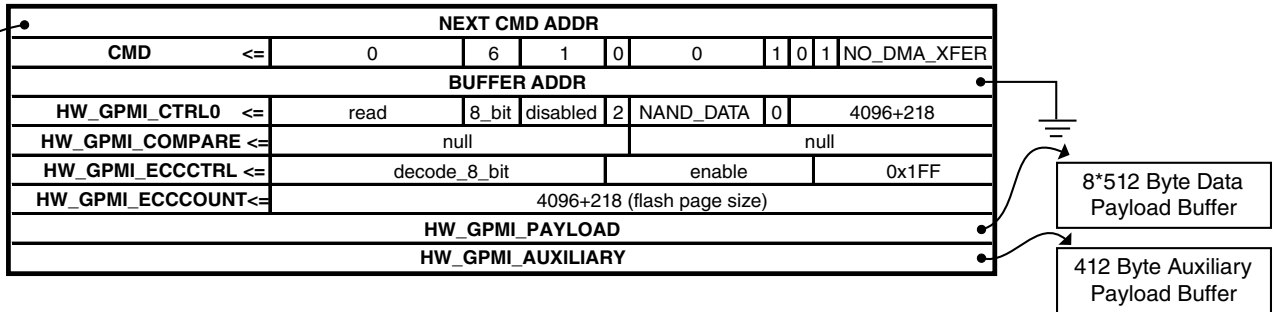 NEXT CMD ADDR
CMD <= 0 6 1 0 0 1 0 1 NO_DMA_XFER
BUFFER ADDR
HW_GPMI_CTRL0 <= read 8_bit disabled 2 NAND_DATA 0 4096+218
HW_GPMI_COMPARE <= null null
HW_GPMI_ECCCTRL <= decode_8_bit enable 0x1FF
HW_GPMI_ECCCOUNT<= 4096+218 (flash page size)
HW_GPMI_PAYLOAD
HW_GPMI_AUXILIARY
8*512 Byte Data
Payload Buffer
412 Byte Auxiliary
Payload Buffer